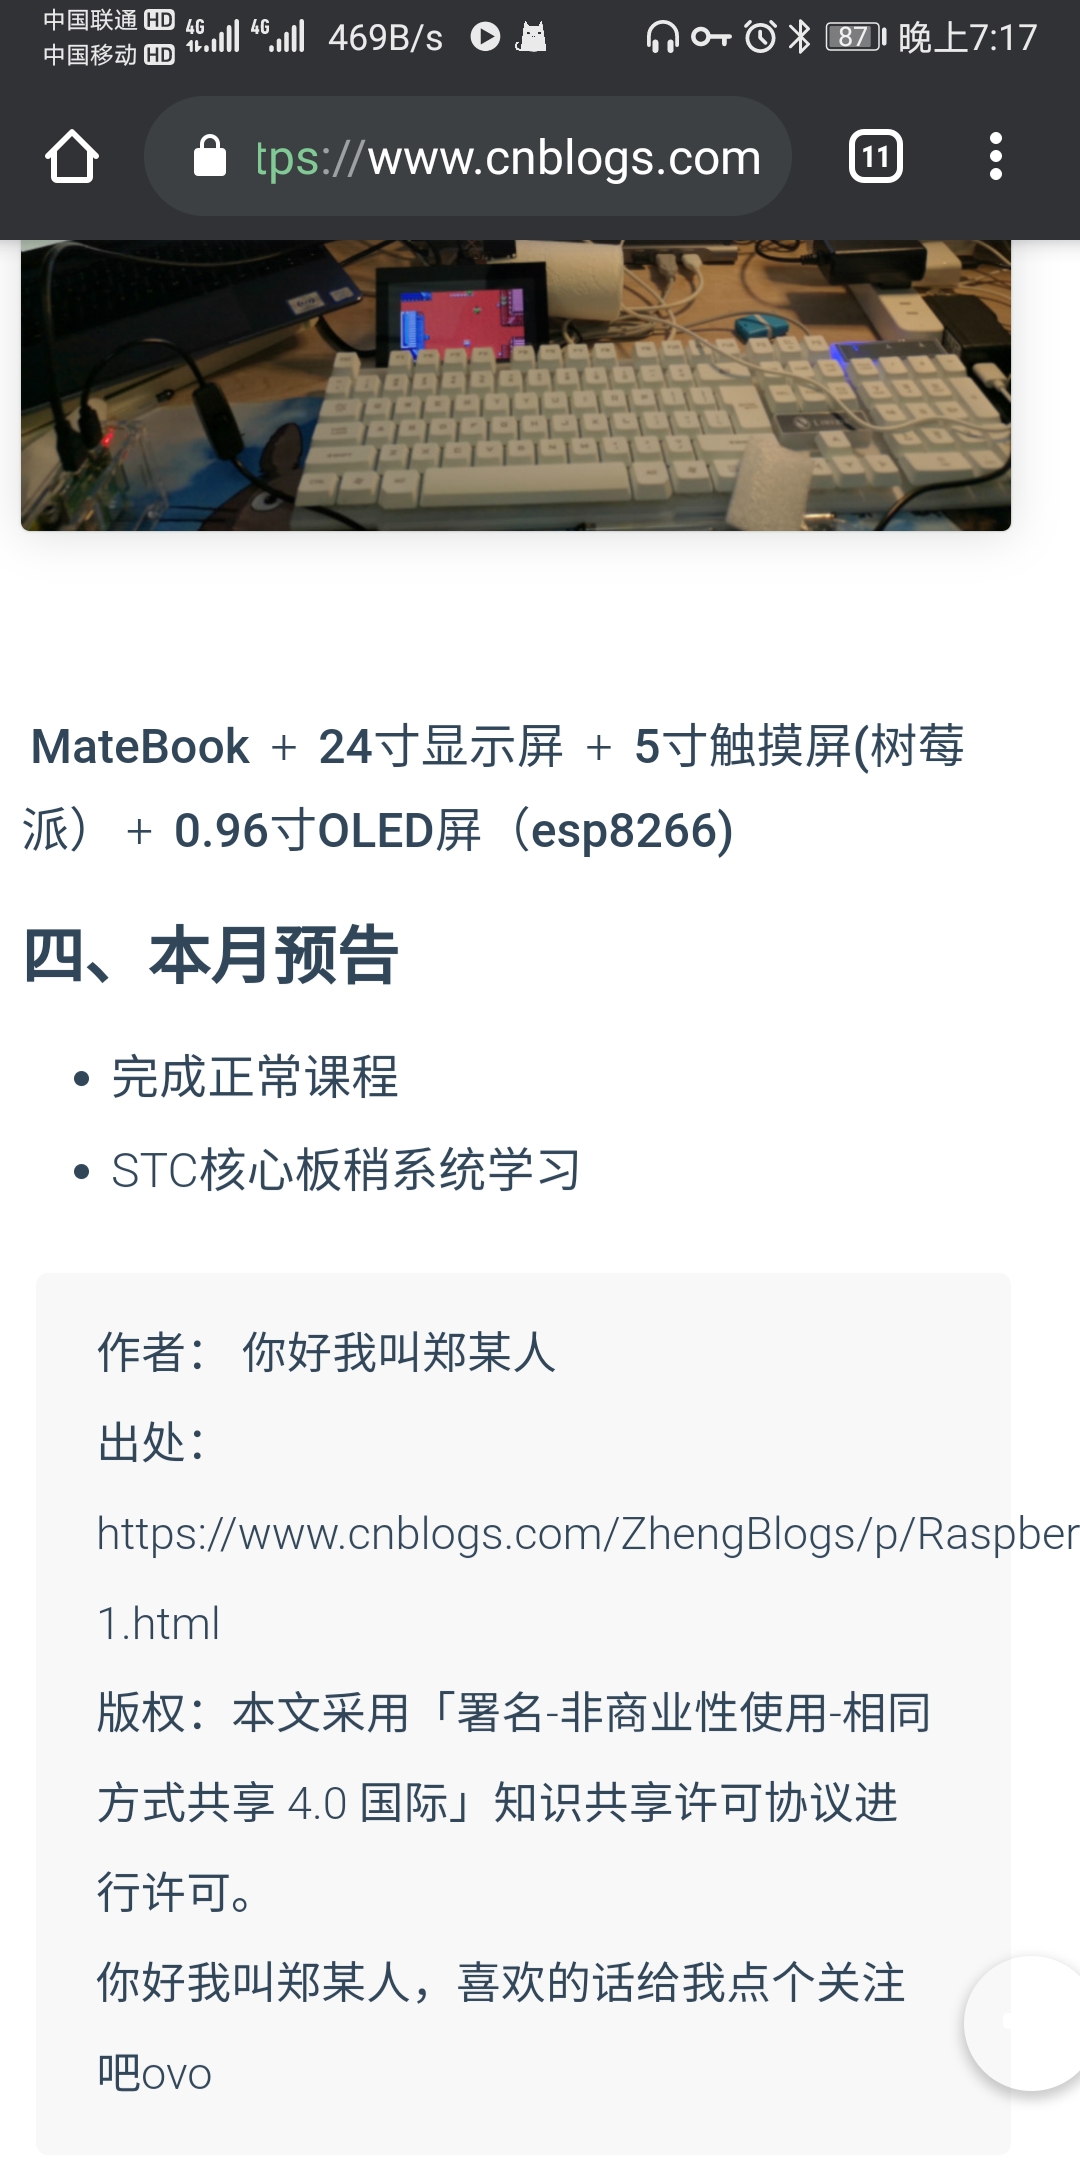 中国联通 HD 4G 4G 469B/s 87 晚上7:17
中国移动 HD
tps://www.cnblogs.com 11
MateBook + 24寸显示屏 + 5寸触摸屏(树莓
派） + 0.96寸OLED屏（esp8266)
四、本月预告
• 完成正常课程
• STC核心板稍系统学习
作者： 你好我叫郑某人
出处：
https://www.cnblogs.com/ZhengBlogs/p/Raspber
1.html
版权：本文采用「署名-非商业性使用-相同
方式共享 4.0 国际」知识共享许可协议进
行许可。
你好我叫郑某人，喜欢的话给我点个关注
吧ovo